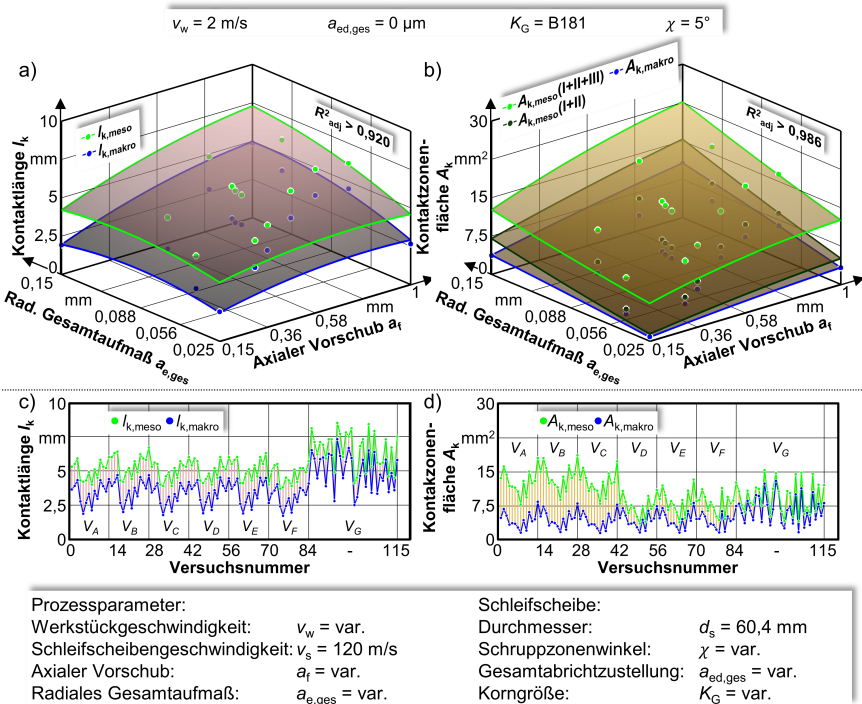 v_w = 2 m/s a_ed,ges = 0 µm K_G = B181 χ = 5°
a)
Kontaktlänge l_k
10
mm
5
2,5
0
l_k,meso
l_k,makro
R²_adj > 0,920
0,15
mm
0,088
0,056
0,025
Rad. Gesamtaufmaß a_e,ges
0,15
0,36
0,58
mm
1
Axialer Vorschub a_f
b)
Kontaktzonen-
fläche A_k
30
mm²
15
7,5
0
A_k,meso(I+II+III) A_k,makro
A_k,meso(I+II)
R²_adj > 0,986
0,15
mm
0,088
0,056
0,025
Rad. Gesamtaufmaß a_e,ges
0,15
0,36
0,58
mm
1
Axialer Vorschub a_f
c)
Kontaktlänge l_k
10
mm
5
2,5
0
l_k,meso l_k,makro
V_A V_B V_C V_D V_E V_F V_G
0 14 28 42 56 70 84 - 115
Versuchsnummer
d)
Kontakzonen-
fläche A_k
30
mm²
15
7,5
0
A_k,meso A_k,makro
V_A V_B V_C V_D V_E V_F V_G
0 14 28 42 56 70 84 - 115
Versuchsnummer
Prozessparameter:
Werkstückgeschwindigkeit: v_w = var.
Schleifscheibengeschwindigkeit: v_s = 120 m/s
Axialer Vorschub: a_f = var.
Radiales Gesamtaufmaß: a_e,ges = var.
Schleifscheibe:
Durchmesser: d_s = 60,4 mm
Schruppzonenwinkel: χ = var.
Gesamtabrichtzustellung: a_ed,ges = var.
Korngröße: K_G = var.